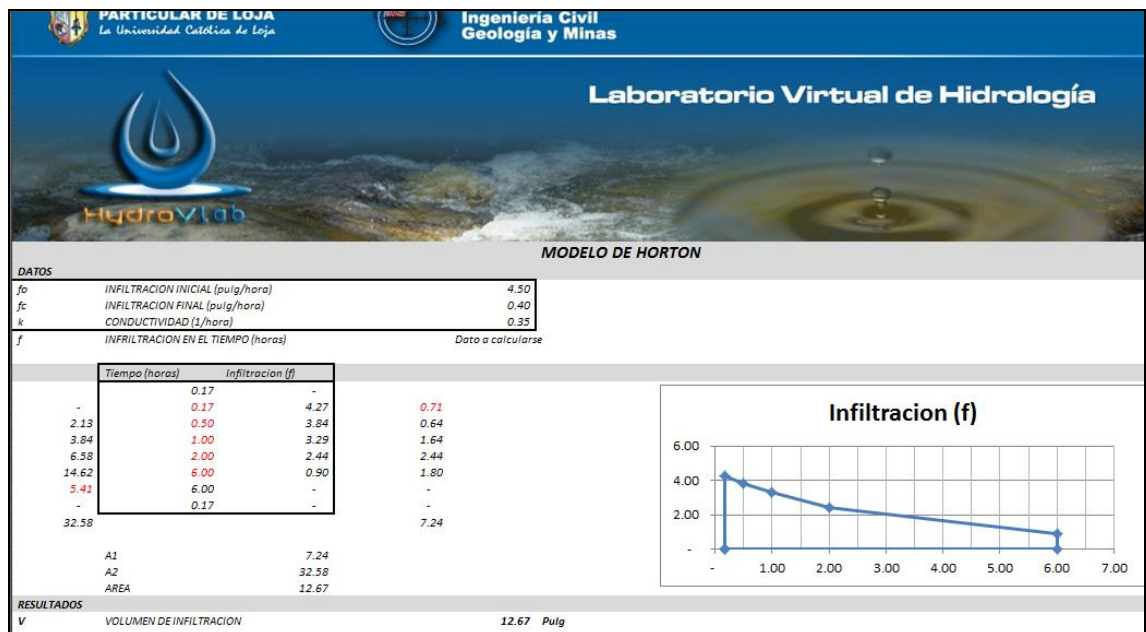 PARTICULAR DE LOJA
La Universidad Católica de Loja
Ingeniería Civil
Geología y Minas
Laboratorio Virtual de Hidrología
HydroVlab
MODELO DE HORTON
DATOS
fo INFILTRACION INICIAL (pulg/hora) 4.50
fc INFILTRACION FINAL (pulg/hora) 0.40
k CONDUCTIVIDAD (1/hora) 0.35
f INFRILTRACION EN EL TIEMPO (horas) Dato a calcularse
Tiempo (horas) Infiltracion (f)
0.17 -
- 0.17 4.27 0.71
2.13 0.50 3.84 0.64
3.84 1.00 3.29 1.64
6.58 2.00 2.44 2.44
14.62 6.00 0.90 1.80
5.41 6.00 - -
- 0.17 - -
32.58 7.24
A1 7.24
A2 32.58
AREA 12.67
Infiltracion (f)
6.00
4.00
2.00
-
- 1.00 2.00 3.00 4.00 5.00 6.00 7.00
RESULTADOS
V VOLUMEN DE INFILTRACION 12.67 Pulg